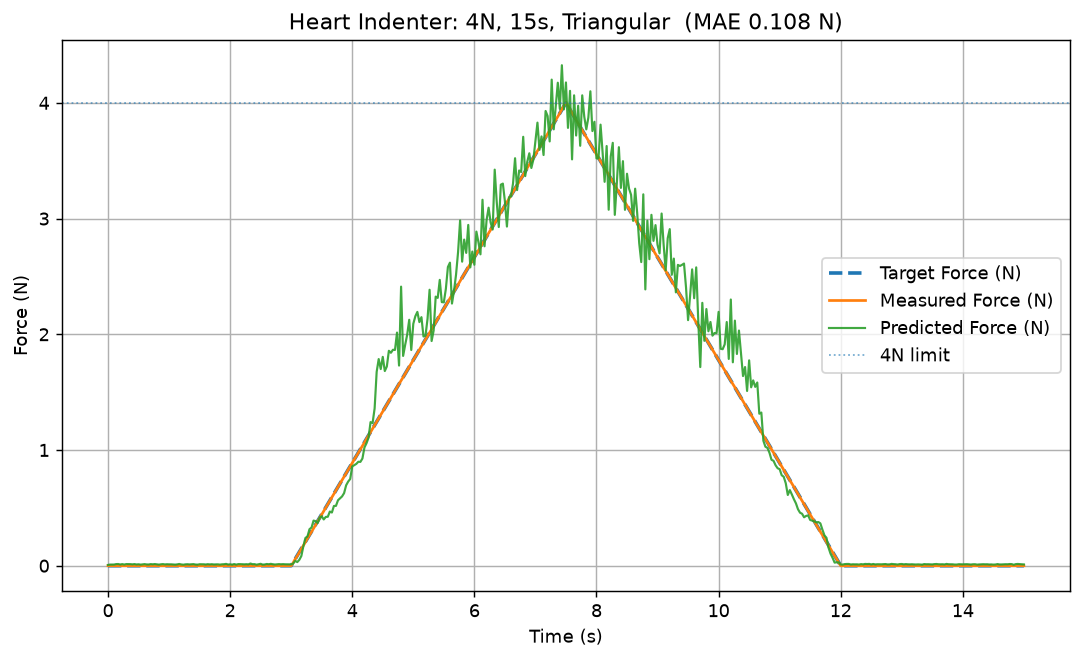 Heart Indenter: 4N, 15s, Triangular (MAE 0.108 N)
Force (N)
4
3
2
1
0
Target Force (N)
Measured Force (N)
Predicted Force (N)
4N limit
0 2 4 6 8 10 12 14
Time (s)